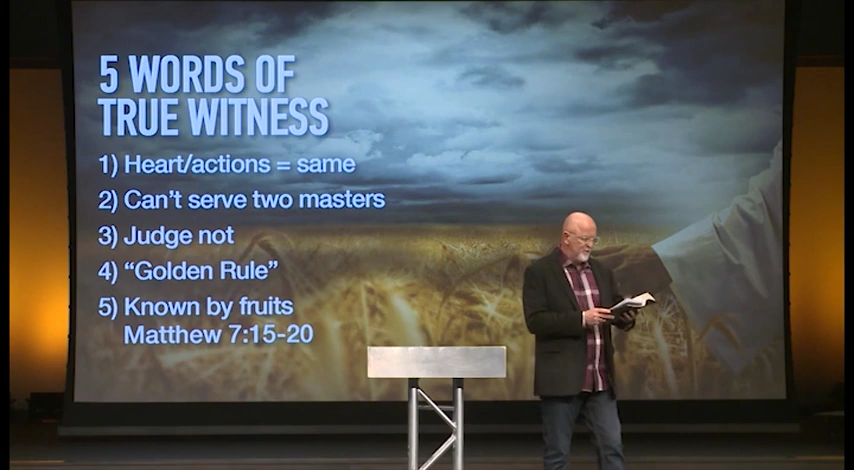 5 WORDS OF
TRUE WITNESS
1) Heart/actions = same
2) Can’t serve two masters
3) Judge not
4) “Golden Rule”
5) Known by fruits
Matthew 7:15-20